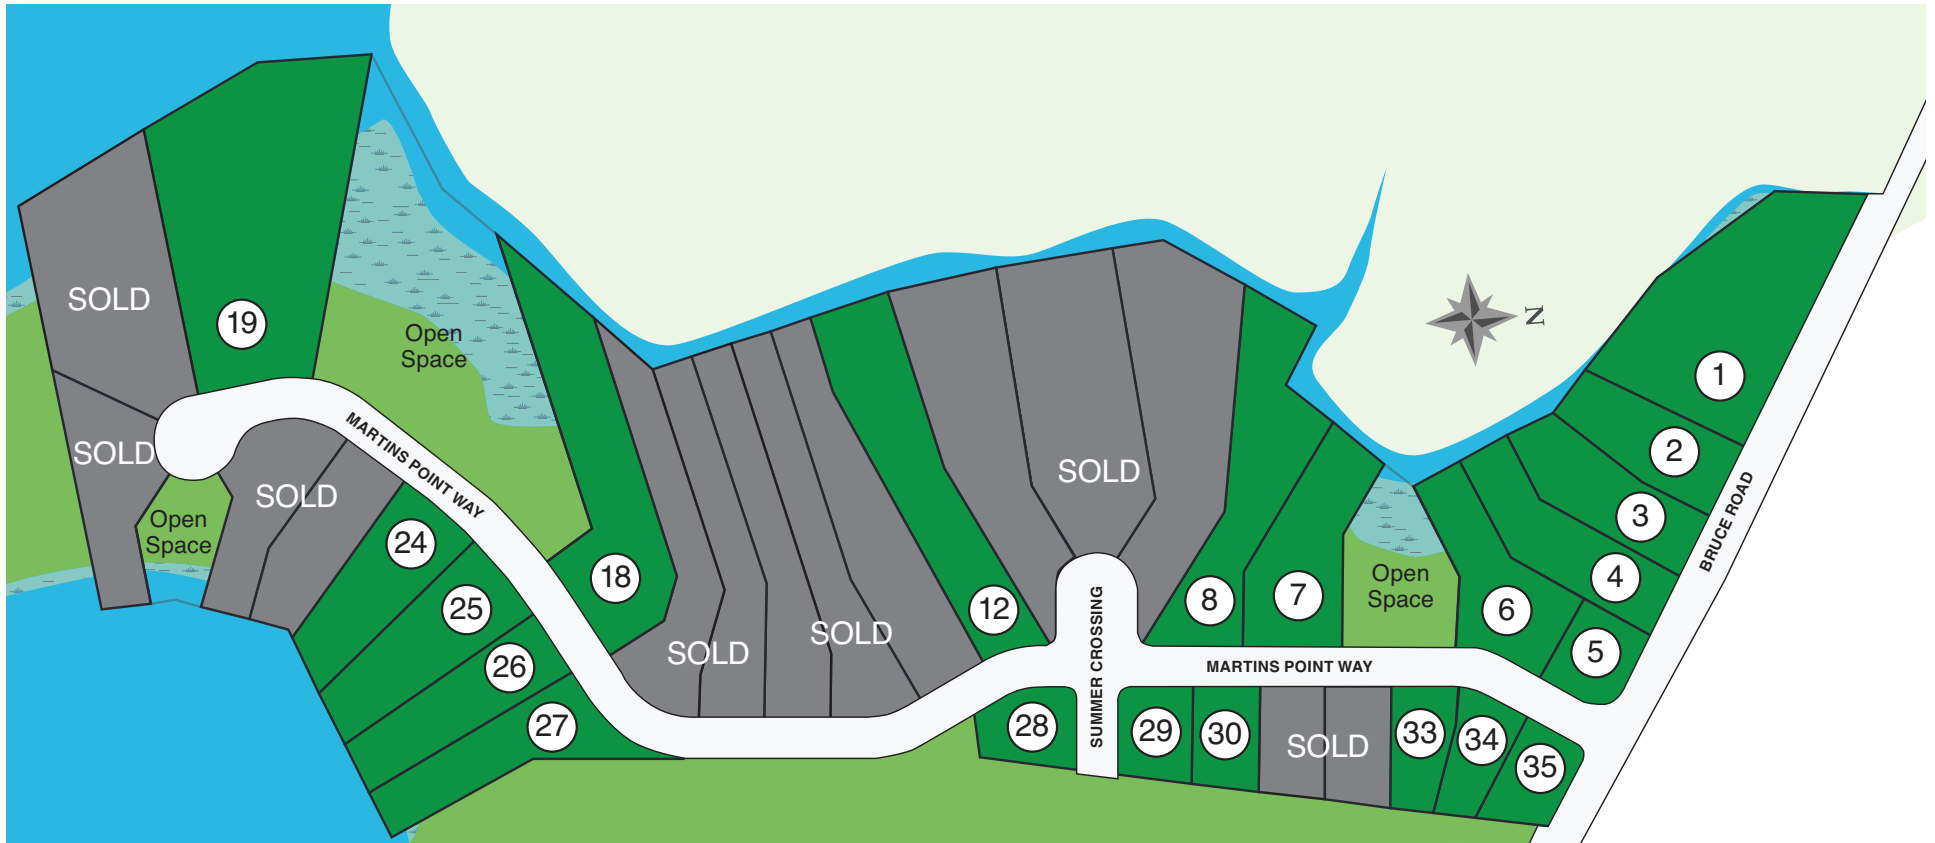 N
SOLD
19
Open
Space
1
MARTINS POINT WAY
SOLD
SOLD
2
SOLD
3
BRUCE ROAD
Open
Space
24
18
4
Open
Space
25
12
8
7
6
5
SOLD
SOLD
26
SUMMER CROSSING
MARTINS POINT WAY
27
28
29
30
SOLD
33
34
35